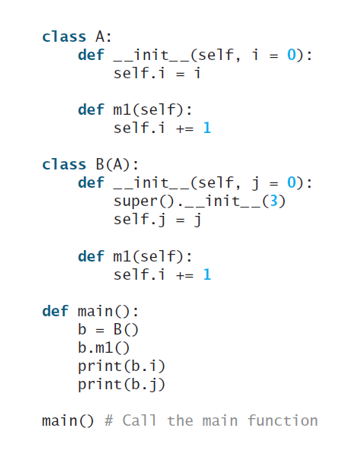 class A:
    def __init__(self, i = 0):
        self.i = i

    def m1(self):
        self.i += 1

class B(A):
    def __init__(self, j = 0):
        super().__init__(3)
        self.j = j

    def m1(self):
        self.i += 1

def main():
    b = B()
    b.m1()
    print(b.i)
    print(b.j)

main() # Call the main function